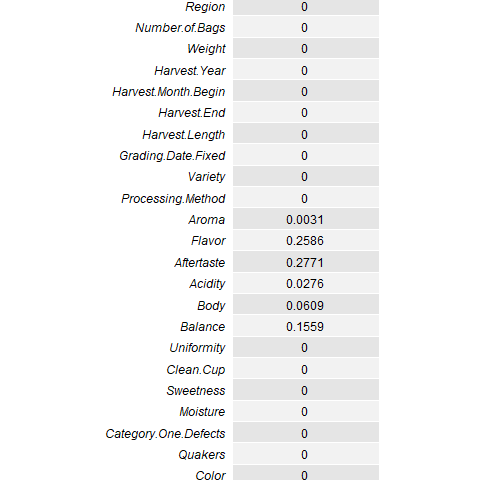 Region 0
Number.of.Bags 0
Weight 0
Harvest.Year 0
Harvest.Month.Begin 0
Harvest.End 0
Harvest.Length 0
Grading.Date.Fixed 0
Variety 0
Processing.Method 0
Aroma 0.0031
Flavor 0.2586
Aftertaste 0.2771
Acidity 0.0276
Body 0.0609
Balance 0.1559
Uniformity 0
Clean.Cup 0
Sweetness 0
Moisture 0
Category.One.Defects 0
Quakers 0
Color 0